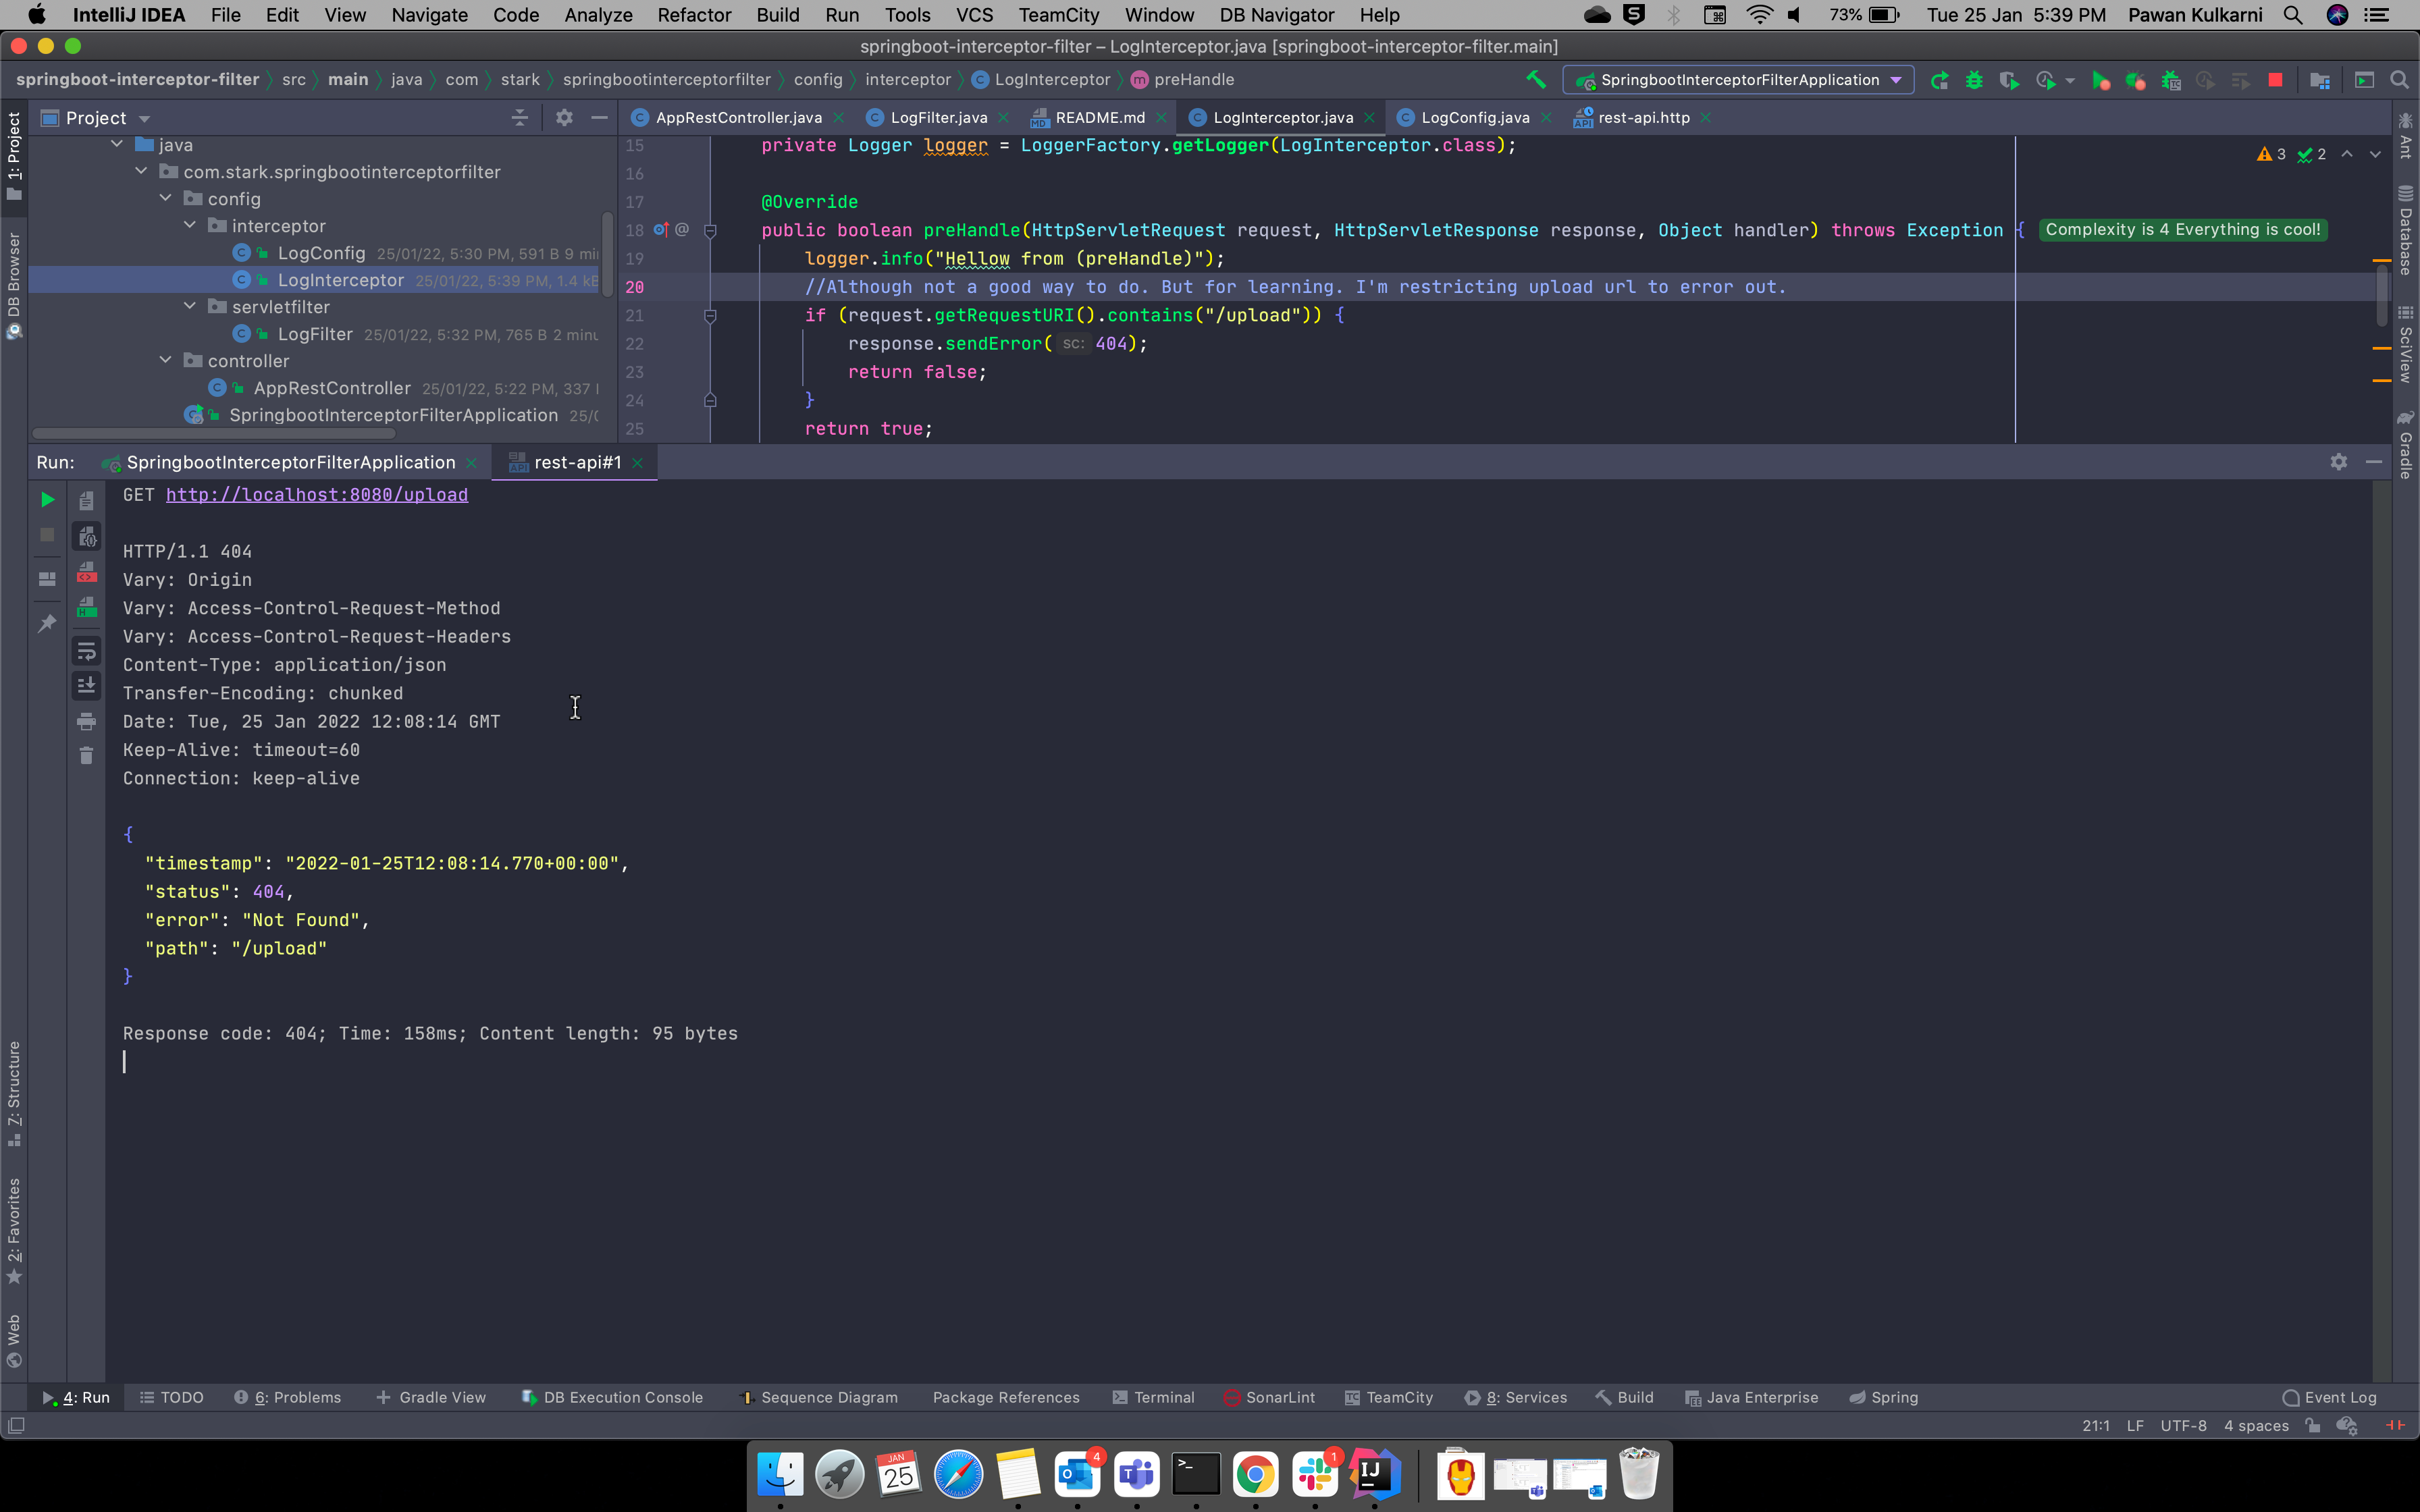 IntelliJ IDEA File Edit View Navigate Code Analyze Refactor Build Run Tools VCS TeamCity Window DB Navigator Help 73% Tue 25 Jan 5:39 PM Pawan Kulkarni
springboot-interceptor-filter – LogInterceptor.java [springboot-interceptor-filter.main]
springboot-interceptor-filter src main java com stark springbootinterceptorfilter config interceptor LogInterceptor preHandle SpringbootInterceptorFilterApplication
Project
AppRestController.java LogFilter.java README.md LogInterceptor.java LogConfig.java rest-api.http
java
com.stark.springbootinterceptorfilter
config
interceptor
LogConfig 25/01/22, 5:30 PM, 591 B 9 mi
LogInterceptor 25/01/22, 5:39 PM, 1.4 kB
servletfilter
LogFilter 25/01/22, 5:32 PM, 765 B 2 minu
controller
AppRestController 25/01/22, 5:22 PM, 337
SpringbootInterceptorFilterApplication 25/0
15 private Logger logger = LoggerFactory.getLogger(LogInterceptor.class);
16
17 @Override
18 public boolean preHandle(HttpServletRequest request, HttpServletResponse response, Object handler) throws Exception { Complexity is 4 Everything is cool!
19 logger.info("Hellow from (preHandle)");
20 //Although not a good way to do. But for learning. I'm restricting upload url to error out.
21 if (request.getRequestURI().contains("/upload")) {
22 response.sendError( sc: 404);
23 return false;
24 }
25 return true;
3 2
1: Project
DB Browser
7: Structure
2: Favorites
Web
Ant
Database
SciView
Gradle
Run: SpringbootInterceptorFilterApplication rest-api#1
GET http://localhost:8080/upload
HTTP/1.1 404
Vary: Origin
Vary: Access-Control-Request-Method
Vary: Access-Control-Request-Headers
Content-Type: application/json
Transfer-Encoding: chunked
Date: Tue, 25 Jan 2022 12:08:14 GMT
Keep-Alive: timeout=60
Connection: keep-alive
{
"timestamp": "2022-01-25T12:08:14.770+00:00",
"status": 404,
"error": "Not Found",
"path": "/upload"
}
Response code: 404; Time: 158ms; Content length: 95 bytes
4: Run TODO 6: Problems Gradle View DB Execution Console Sequence Diagram Package References Terminal SonarLint TeamCity 8: Services Build Java Enterprise Spring Event Log
21:1 LF UTF-8 4 spaces
JAN
25
4
1
IJ